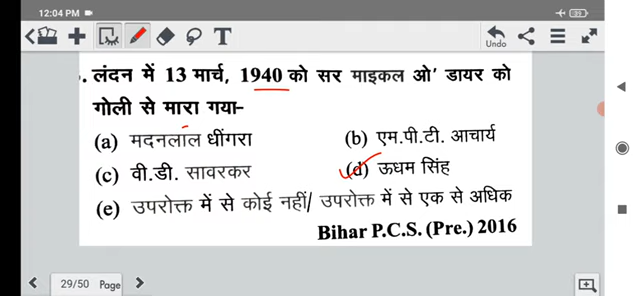 12:04 PM
39
Undo
. लंदन में 13 मार्च, 1940 को सर माइकल ओ' डायर को
गोली से मारा गया-
(a) मदनलाल धींगरा
(b) एम.पी.टी. आचार्य
(c) वी.डी. सावरकर
(d) ऊधम सिंह
(e) उपरोक्त में से कोई नहीं/ उपरोक्त में से एक से अधिक
Bihar P.C.S. (Pre.) 2016
29/50 Page